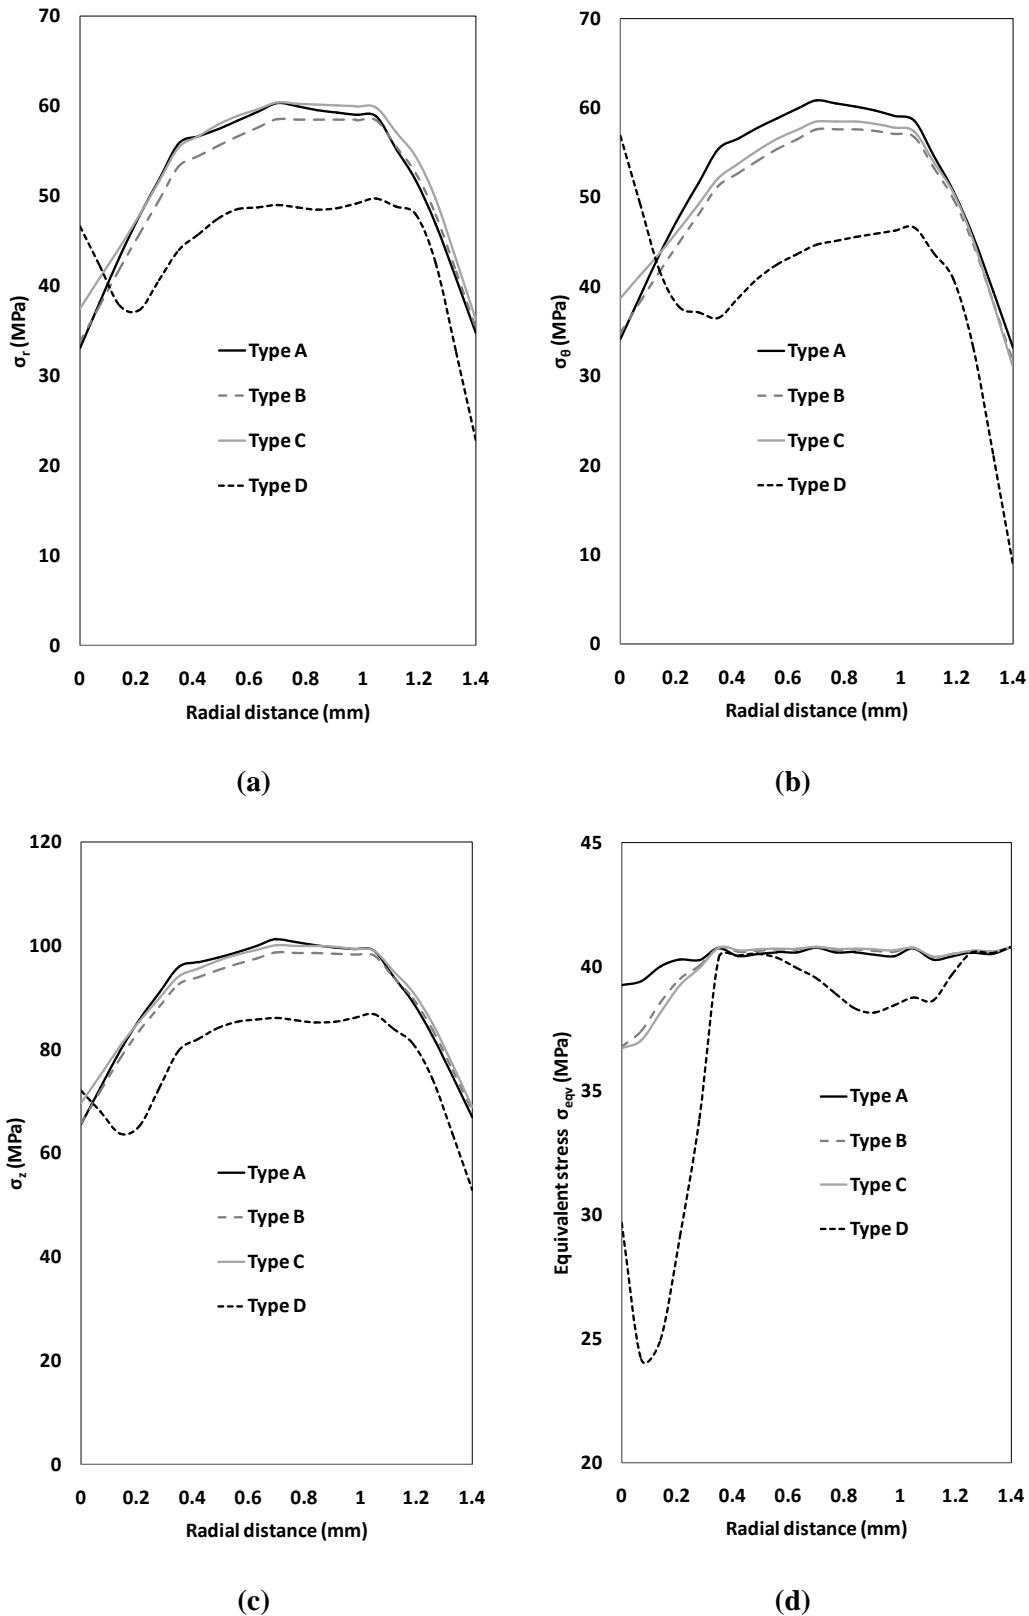 70
60
50
40
30
20
10
0
σr (MPa)
Type A
Type B
Type C
Type D
0 0.2 0.4 0.6 0.8 1 1.2 1.4
Radial distance (mm)
(a)
70
60
50
40
30
20
10
0
σθ (MPa)
Type A
Type B
Type C
Type D
0 0.2 0.4 0.6 0.8 1 1.2 1.4
Radial distance (mm)
(b)
120
100
80
60
40
20
0
σz (MPa)
Type A
Type B
Type C
Type D
0 0.2 0.4 0.6 0.8 1 1.2 1.4
Radial distance (mm)
(c)
45
40
35
30
25
20
Equivalent stress σeqv (MPa)
Type A
Type B
Type C
Type D
0 0.2 0.4 0.6 0.8 1 1.2 1.4
Radial distance (mm)
(d)